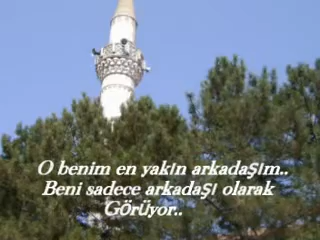 O benim en yakın arkadaşım..
Beni sadece arkadaşı olarak
Görüyor..